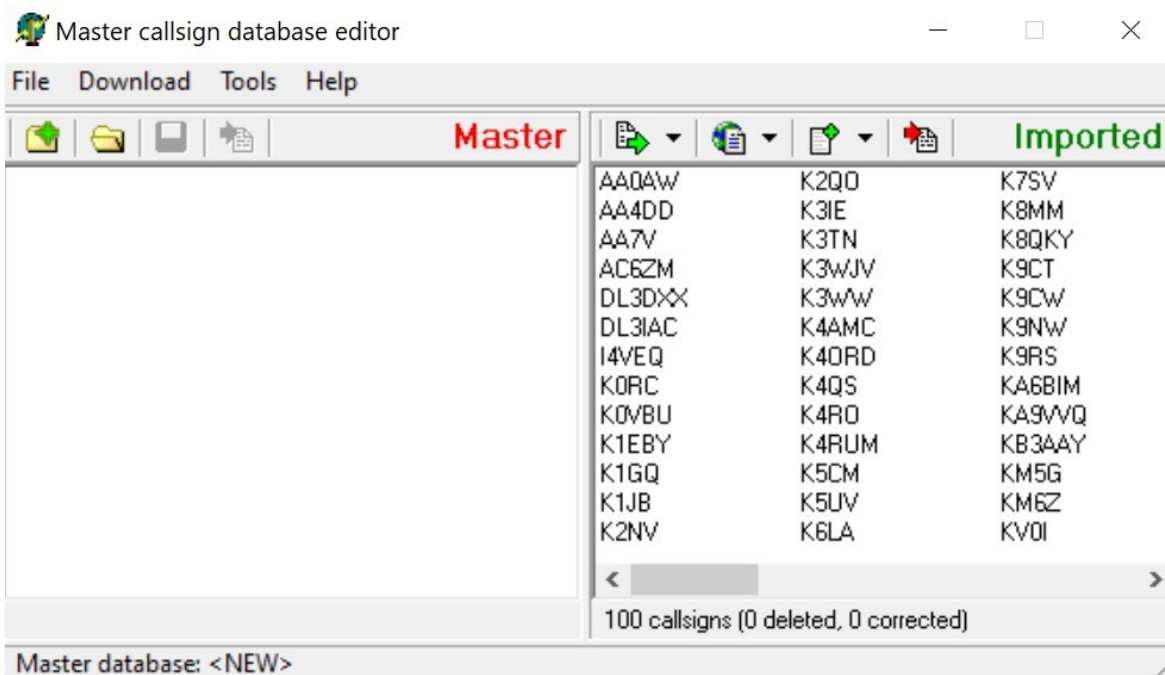 Master callsign database editor
File Download Tools Help
Master
Imported
AA0AW K2QO K7SV
AA4DD K3IE K8MM
AA7V K3TN K8QKY
AC6ZM K3WJV K9CT
DL3DXX K3WW K9CW
DL3IAC K4AMC K9NW
I4VEQ K4ORD K9RS
K0RC K4QS KA6BIM
K0VBU K4RO KA9VVQ
K1EBY K4RUM KB3AAY
K1GQ K5CM KM5G
K1JB K5UV KM6Z
K2NV K6LA KV0I
100 callsigns (0 deleted, 0 corrected)
Master database: <NEW>